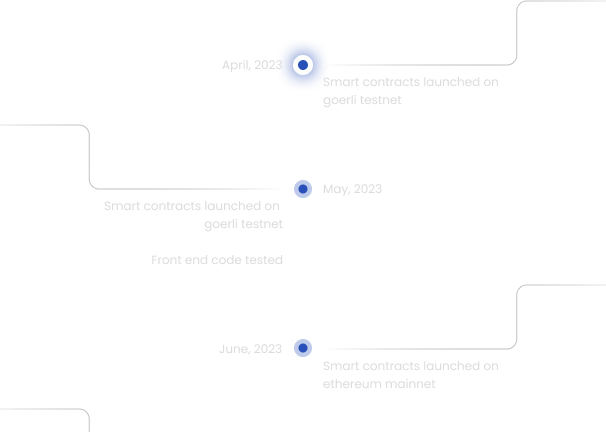 April, 2023
Smart contracts launched on
goerli testnet
May, 2023
Smart contracts launched on
goerli testnet
Front end code tested
June, 2023
Smart contracts launched on
ethereum mainnet